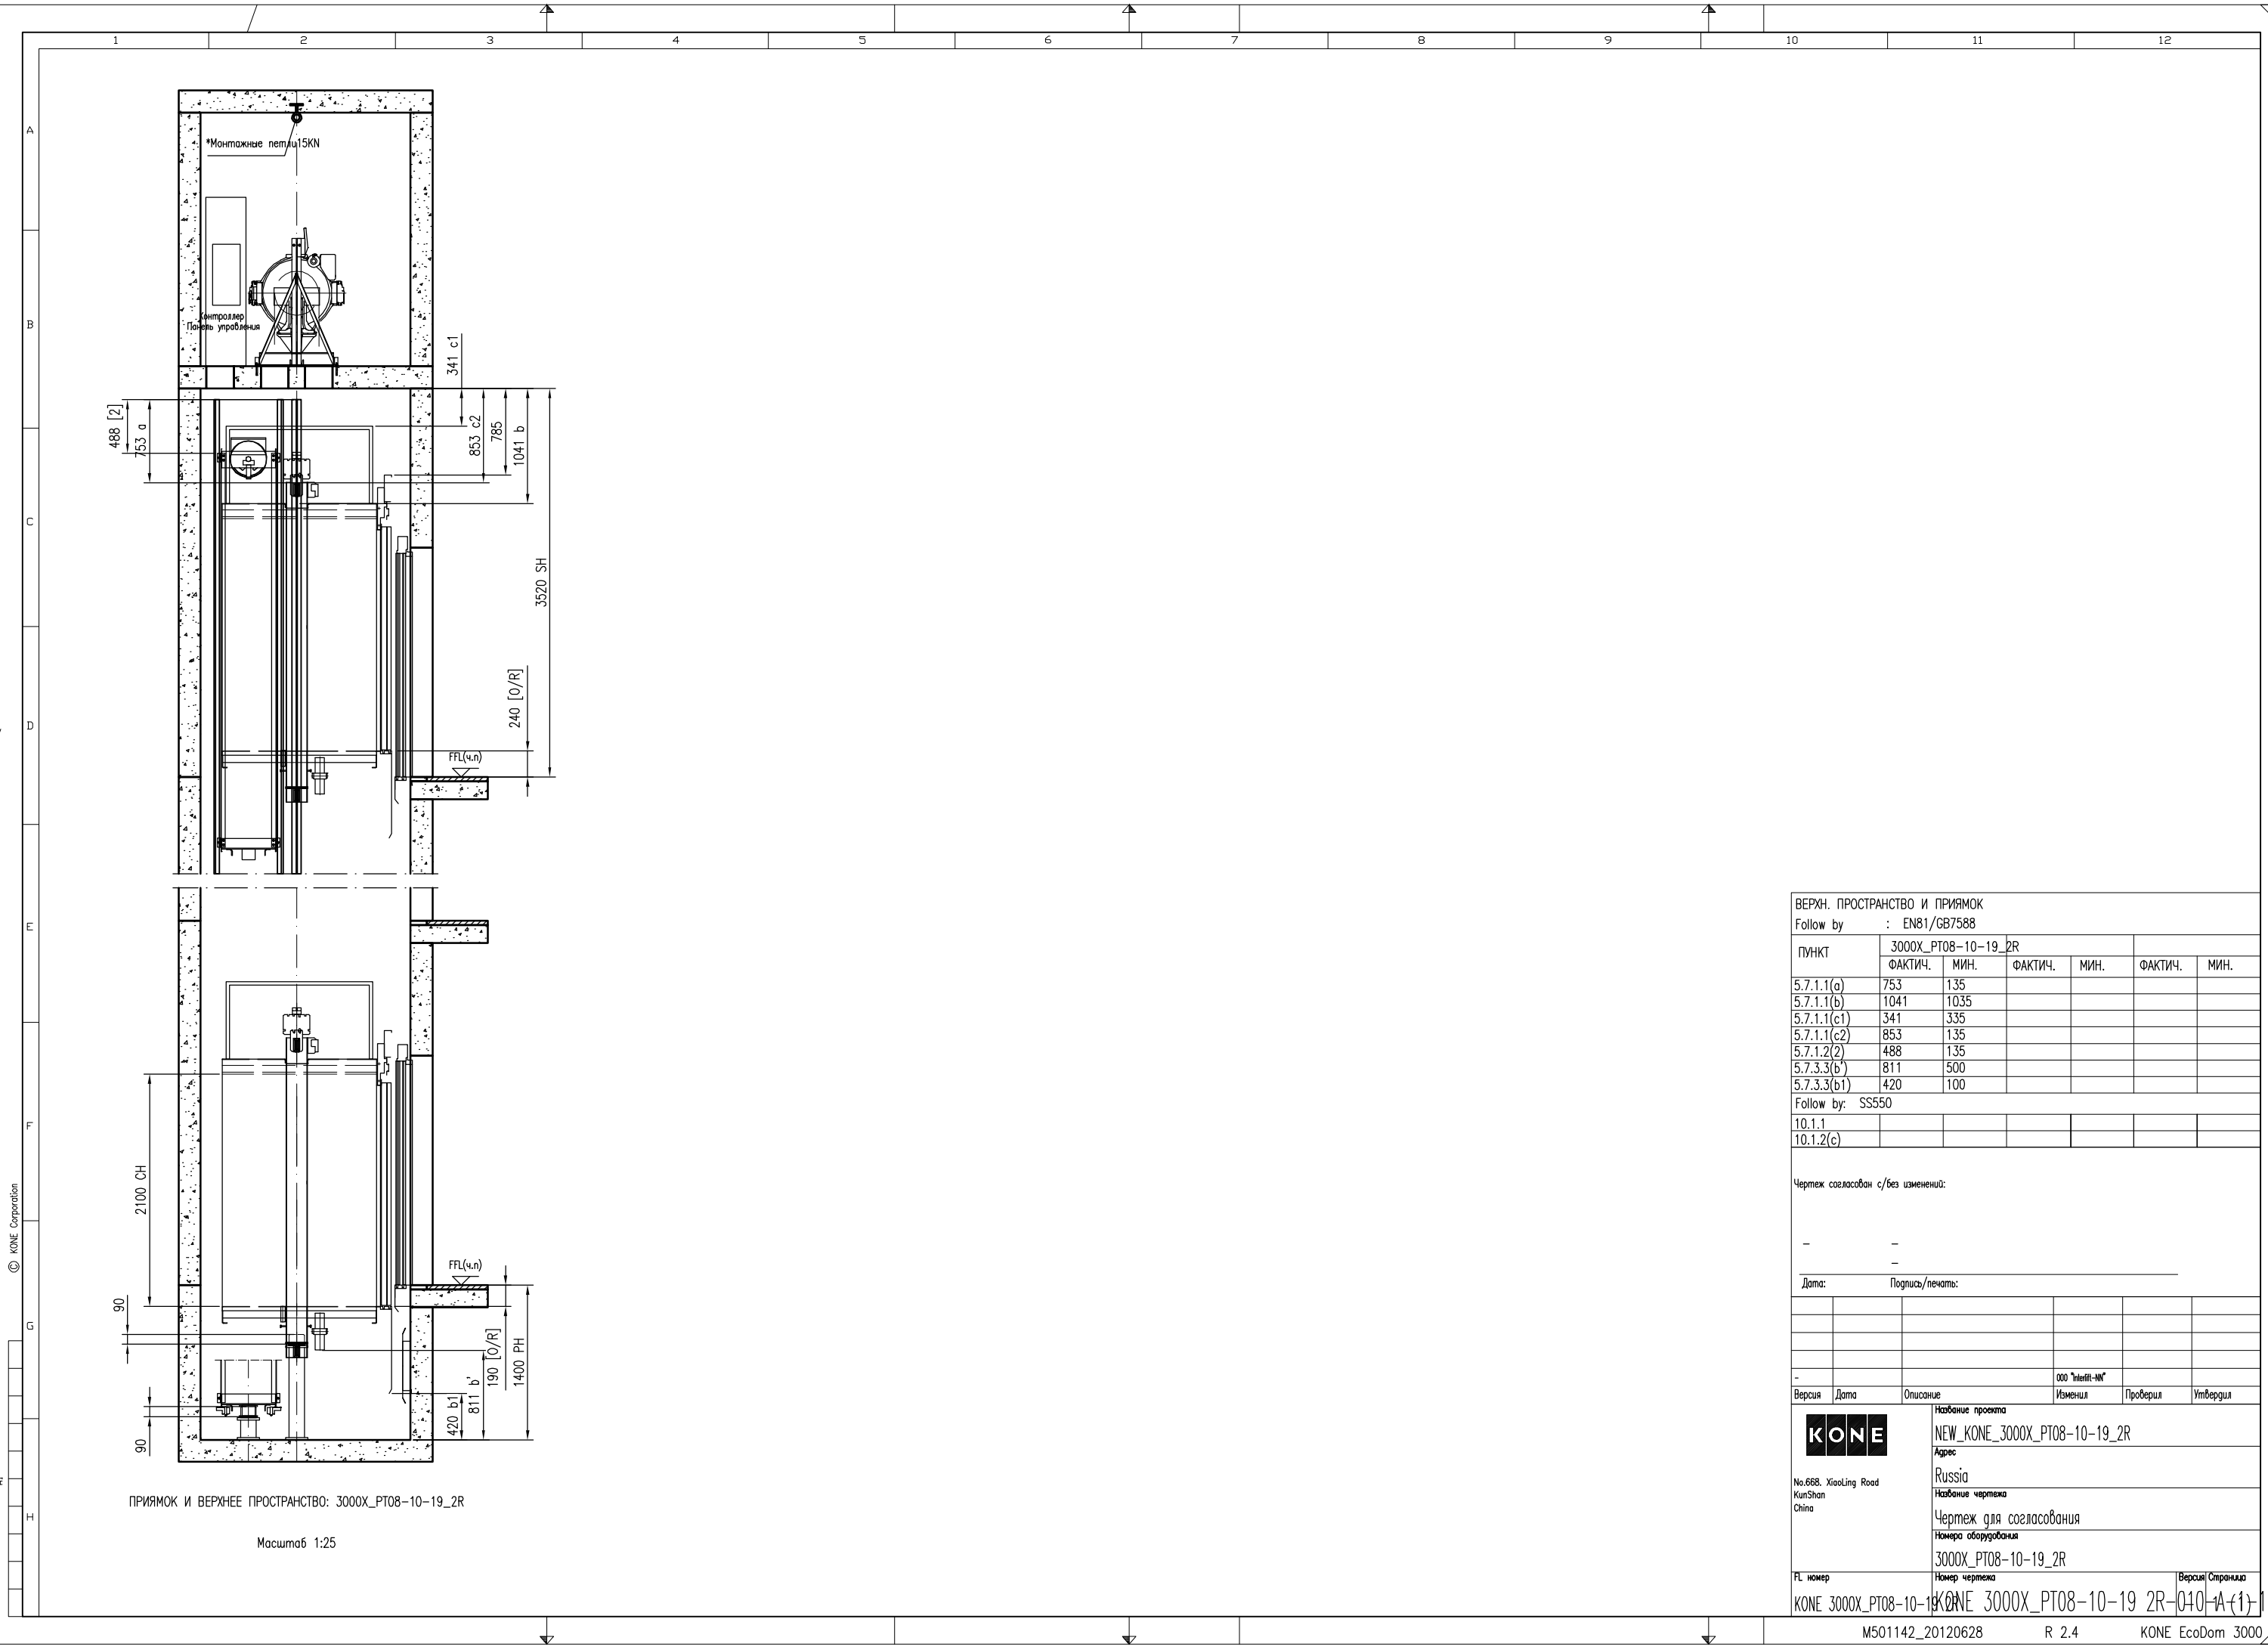 1 2 3 4 5 6 7 8 9 10 11 12
A
B
C
D
E
F
G
H
*Монтажные петли15KN
Контроллер
Панель управления
341 c1
488 [2]
753 a
853 c2
785
1041 b
3520 SH
240 [O/R]
FFL(ч.п)
2100 CH
FFL(ч.п)
90
190 [O/R]
1400 PH
811 b'
420 b1
90
ПРИЯМОК И ВЕРХНЕЕ ПРОСТРАНСТВО: 3000X_PT08-10-19_2R
Масштаб 1:25
© KONE Corporation
ВЕРХН. ПРОСТРАНСТВО И ПРИЯМОК
Follow by : EN81/GB7588
ПУНКТ 3000X_PT08-10-19_2R
ФАКТИЧ. МИН. ФАКТИЧ. МИН. ФАКТИЧ. МИН.
5.7.1.1(a) 753 135
5.7.1.1(b) 1041 1035
5.7.1.1(c1) 341 335
5.7.1.1(c2) 853 135
5.7.1.2(2) 488 135
5.7.3.3(b') 811 500
5.7.3.3(b1) 420 100
Follow by: SS550
10.1.1
10.1.2(c)
Чертеж согласован с/без изменений:
– –
–
Дата: Подпись/печать:
- ООО "Interlift-NN"
Версия Дата Описание Изменил Проверил Утвердил
KONE
No.668. XiaoLing Road
KunShan
China
Название проекта
NEW_KONE_3000X_PT08-10-19_2R
Адрес
Russia
Название чертежа
Чертеж для согласования
Номера оборудования
3000X_PT08-10-19_2R
FL номер Номер чертежа Версия Страница
KONE 3000X_PT08-10-19_2R KONE 3000X_PT08-10-19 2R-010-A
M501142_20120628 R 2.4 KONE EcoDom 3000